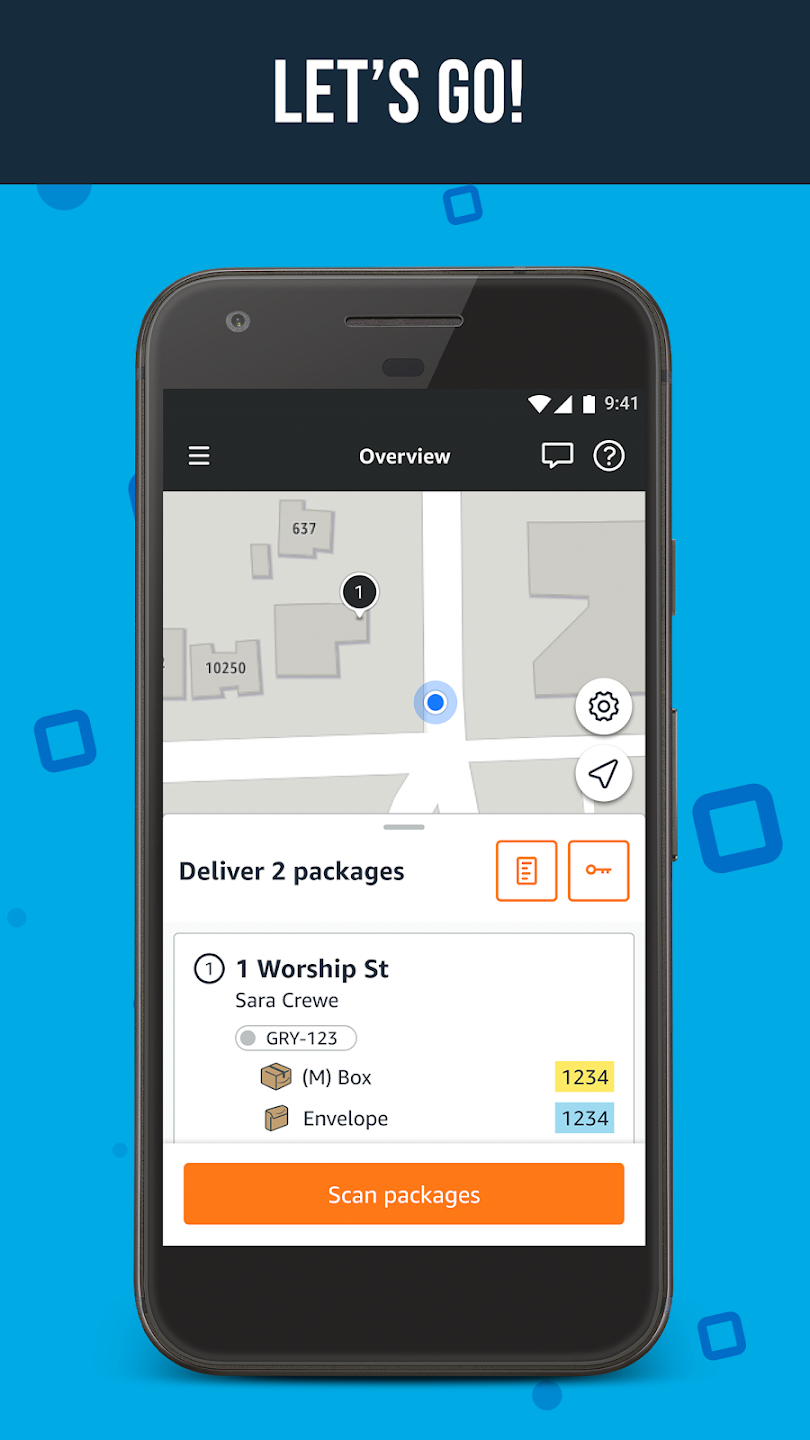 LET'S GO!
9:41
Overview
637
1
10250
Deliver 2 packages
1 1 Worship St
Sara Crewe
GRY-123
(M) Box 1234
Envelope 1234
Scan packages